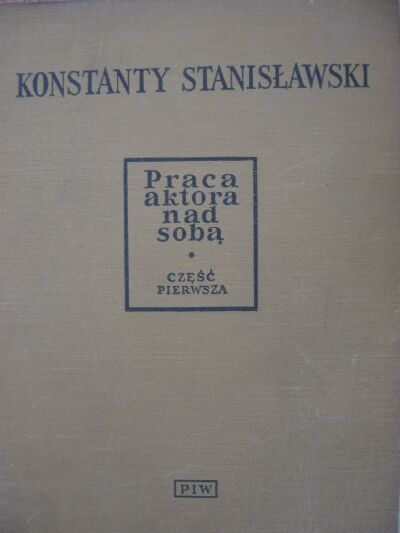 KONSTANTY STANISŁAWSKI
Praca
aktora
nad
sobą
•
CZĘŚĆ
PIERWSZA
PIW